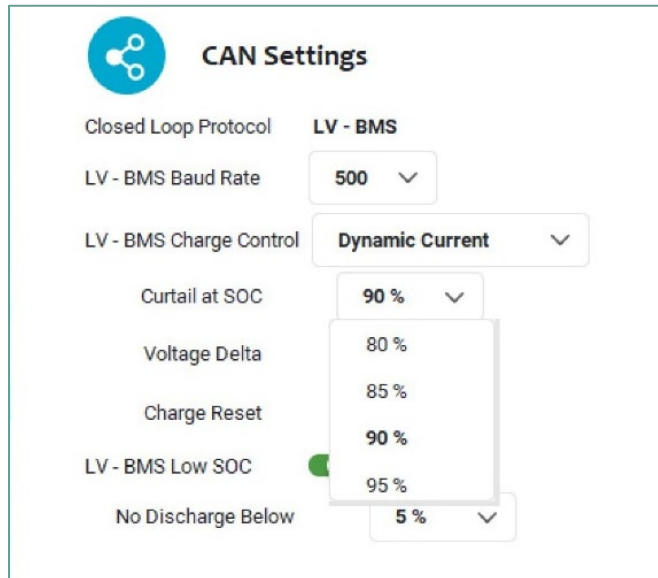 CAN Settings
Closed Loop Protocol LV - BMS
LV - BMS Baud Rate 500
LV - BMS Charge Control Dynamic Current
Curtail at SOC 90 %
80 %
Voltage Delta
85 %
Charge Reset
90 %
LV - BMS Low SOC
95 %
No Discharge Below 5 %